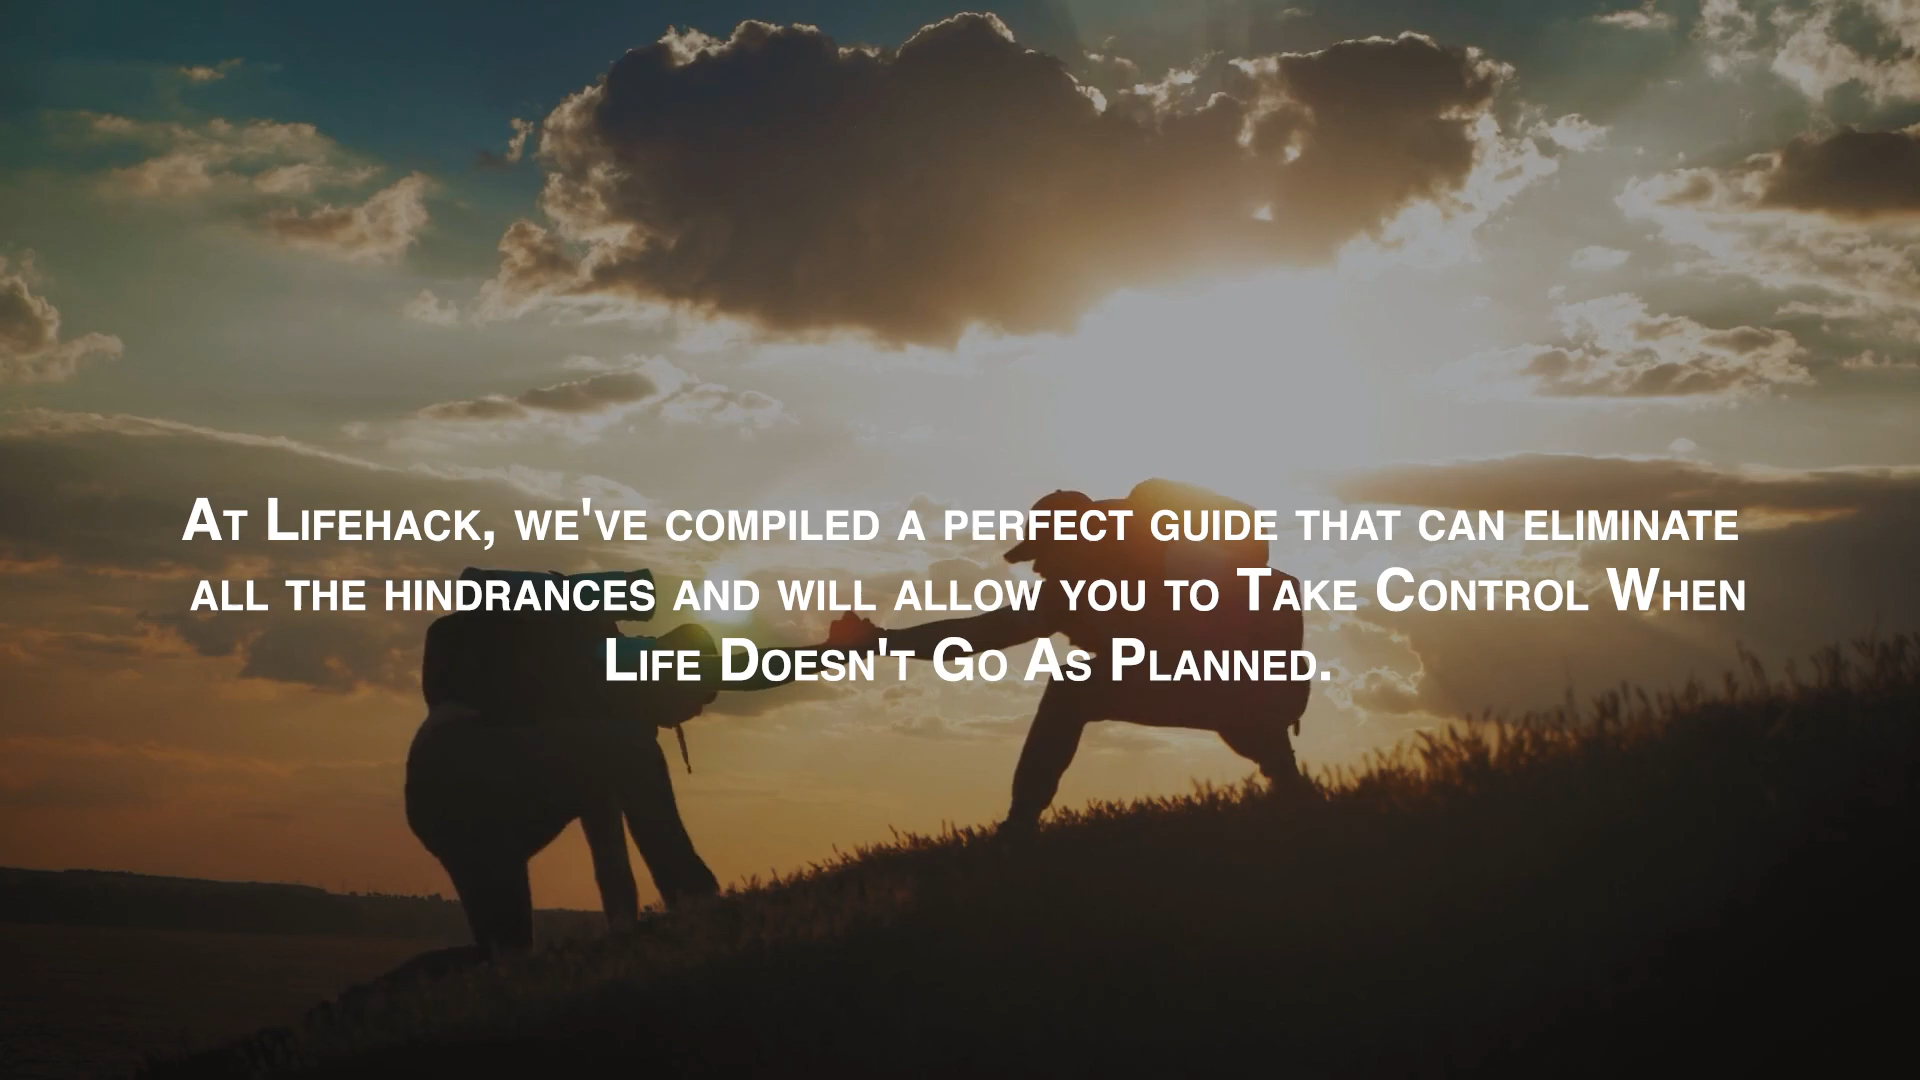 At Lifehack, we've compiled a perfect guide that can eliminate
all the hindrances and will allow you to Take Control When
Life Doesn't Go As Planned.